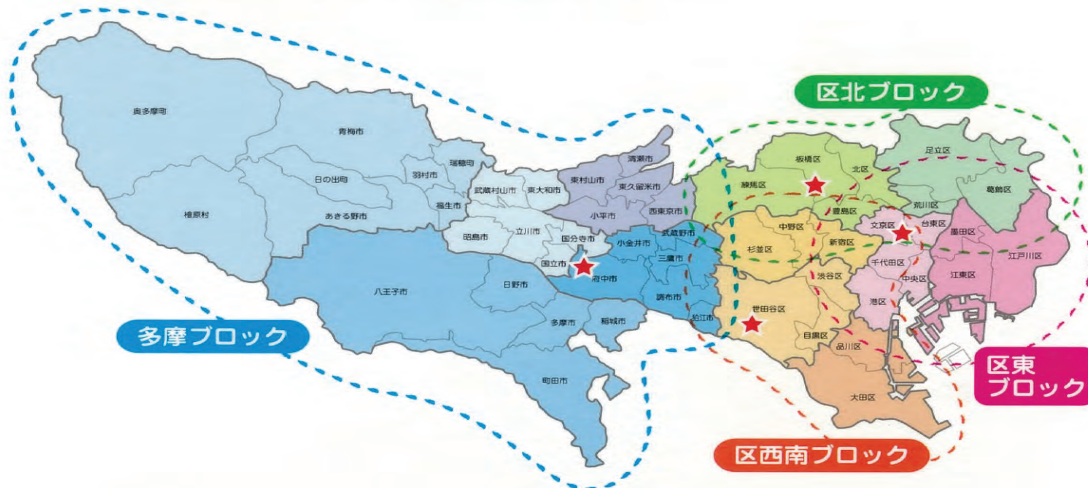 区北ブロック
奥多摩町
青梅市
瑞穂町
清瀬市
板橋区
足立区
日の出町
羽村市
東村山市
東久留米市
北区
練馬区
武蔵村山市
東大和市
葛飾区
檜原村
あきる野市
福生市
小平市
西東京市
豊島区
荒川区
文京区
台東区
墨田区
昭島市
立川市
国分寺市
小金井市
武蔵野市
中野区
杉並区
新宿区
江戸川区
国立市
府中市
三鷹市
千代田区
中央区
江東区
八王子市
日野市
渋谷区
調布市
狛江市
世田谷区
港区
多摩市
稲城市
目黒区
品川区
多摩ブロック
町田市
大田区
区東
ブロック
区西南ブロック